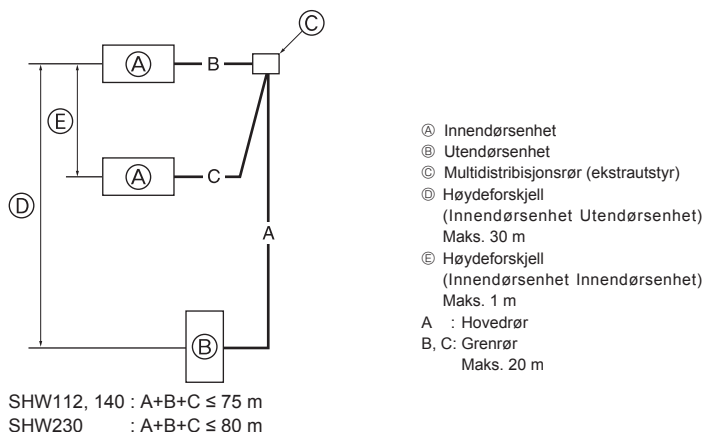 Ⓒ
Ⓐ B
Ⓔ
Ⓐ C
Ⓓ
A
Ⓑ
SHW112, 140 : A+B+C ≤ 75 m
SHW230 : A+B+C ≤ 80 m
Ⓐ Innendørsenhet
Ⓑ Utendørsenhet
Ⓒ Multidistribisjonsrør (ekstrautstyr)
Ⓓ Høydeforskjell
(Innendørsenhet Utendørsenhet)
Maks. 30 m
Ⓔ Høydeforskjell
(Innendørsenhet Innendørsenhet)
Maks. 1 m
A : Hovedrør
B, C: Grenrør
Maks. 20 m